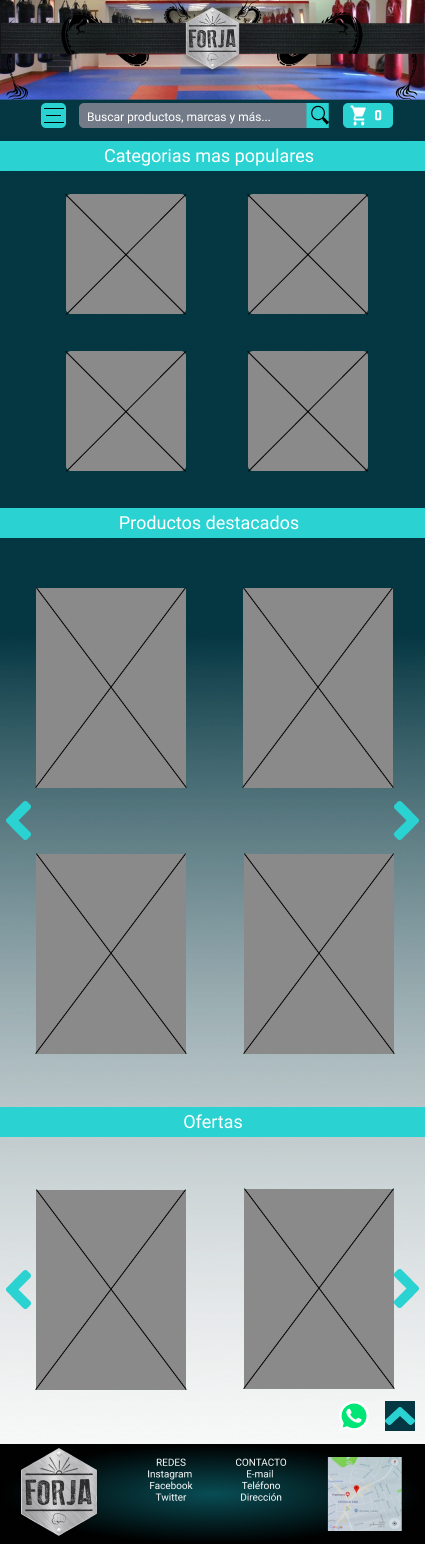 FORJA
Buscar productos, marcas y más...
0
Categorias mas populares
Productos destacados
Ofertas
FORJA
REDES
Instagram
Facebook
Twitter
CONTACTO
E-mail
Teléfono
Dirección